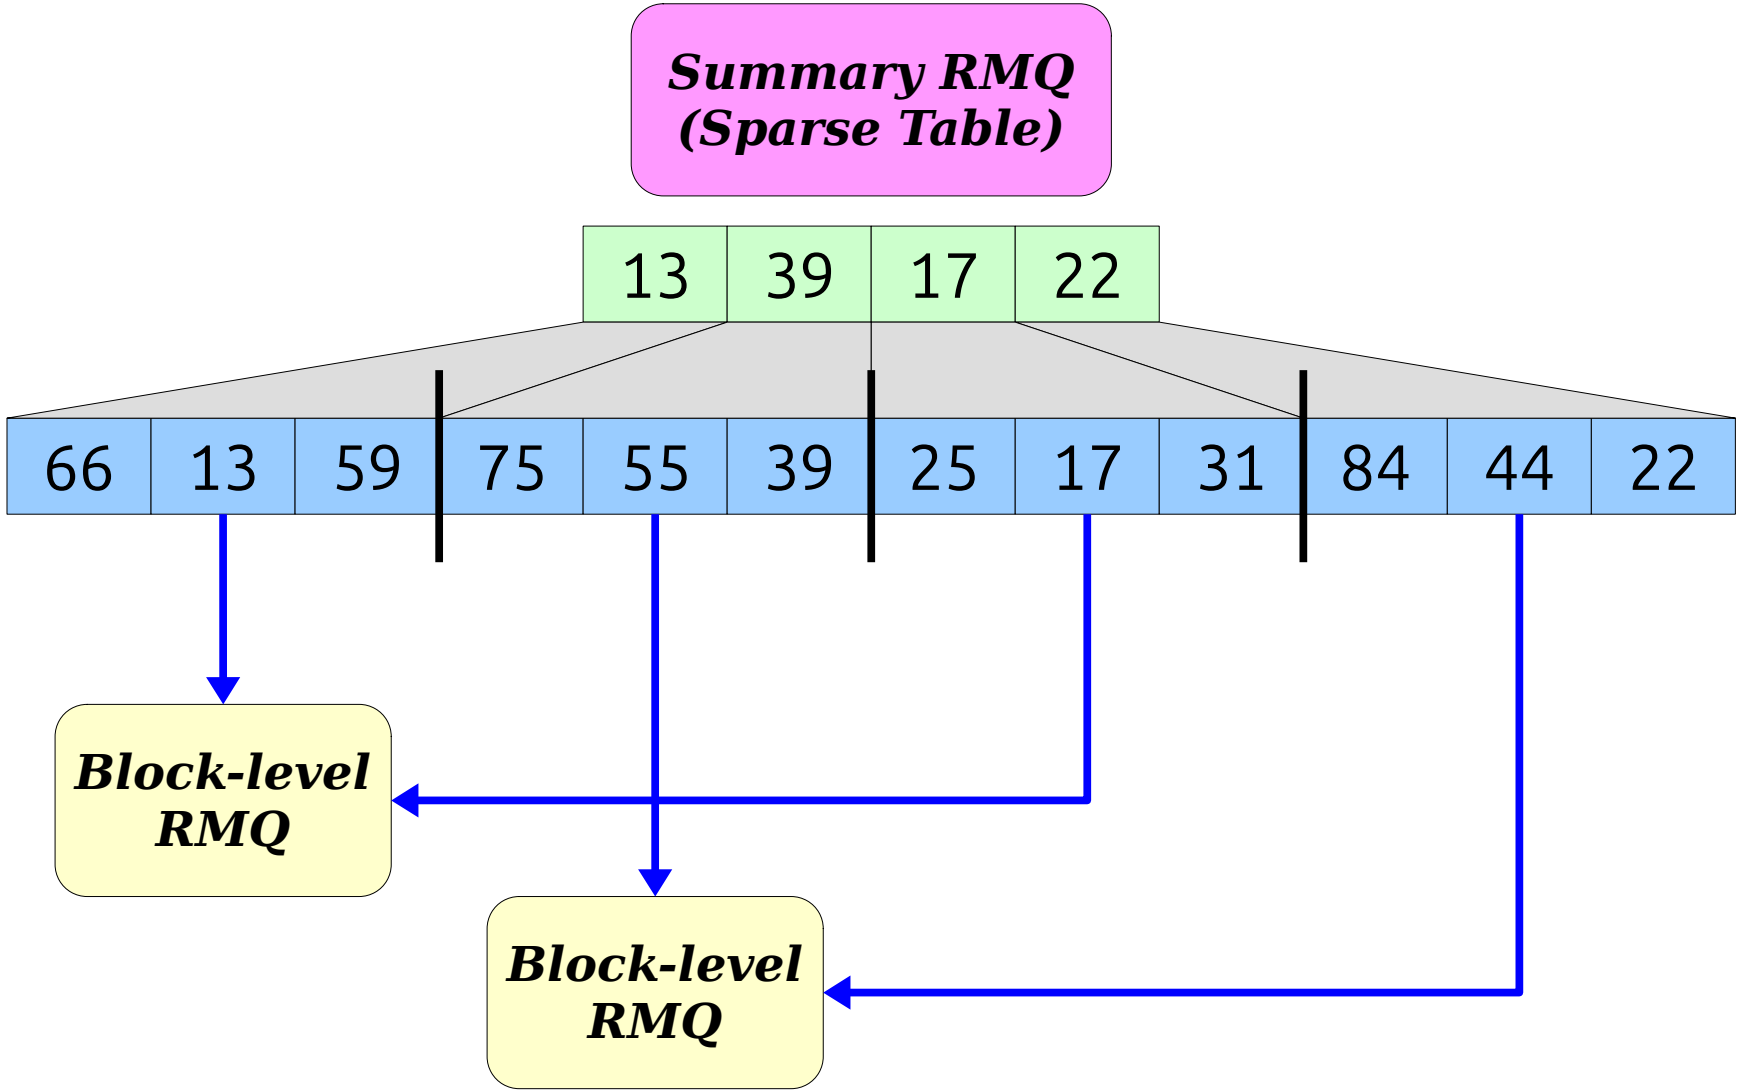 Summary RMQ
(Sparse Table)
13 39 17 22
66 13 59 75 55 39 25 17 31 84 44 22
Block-level
RMQ
Block-level
RMQ